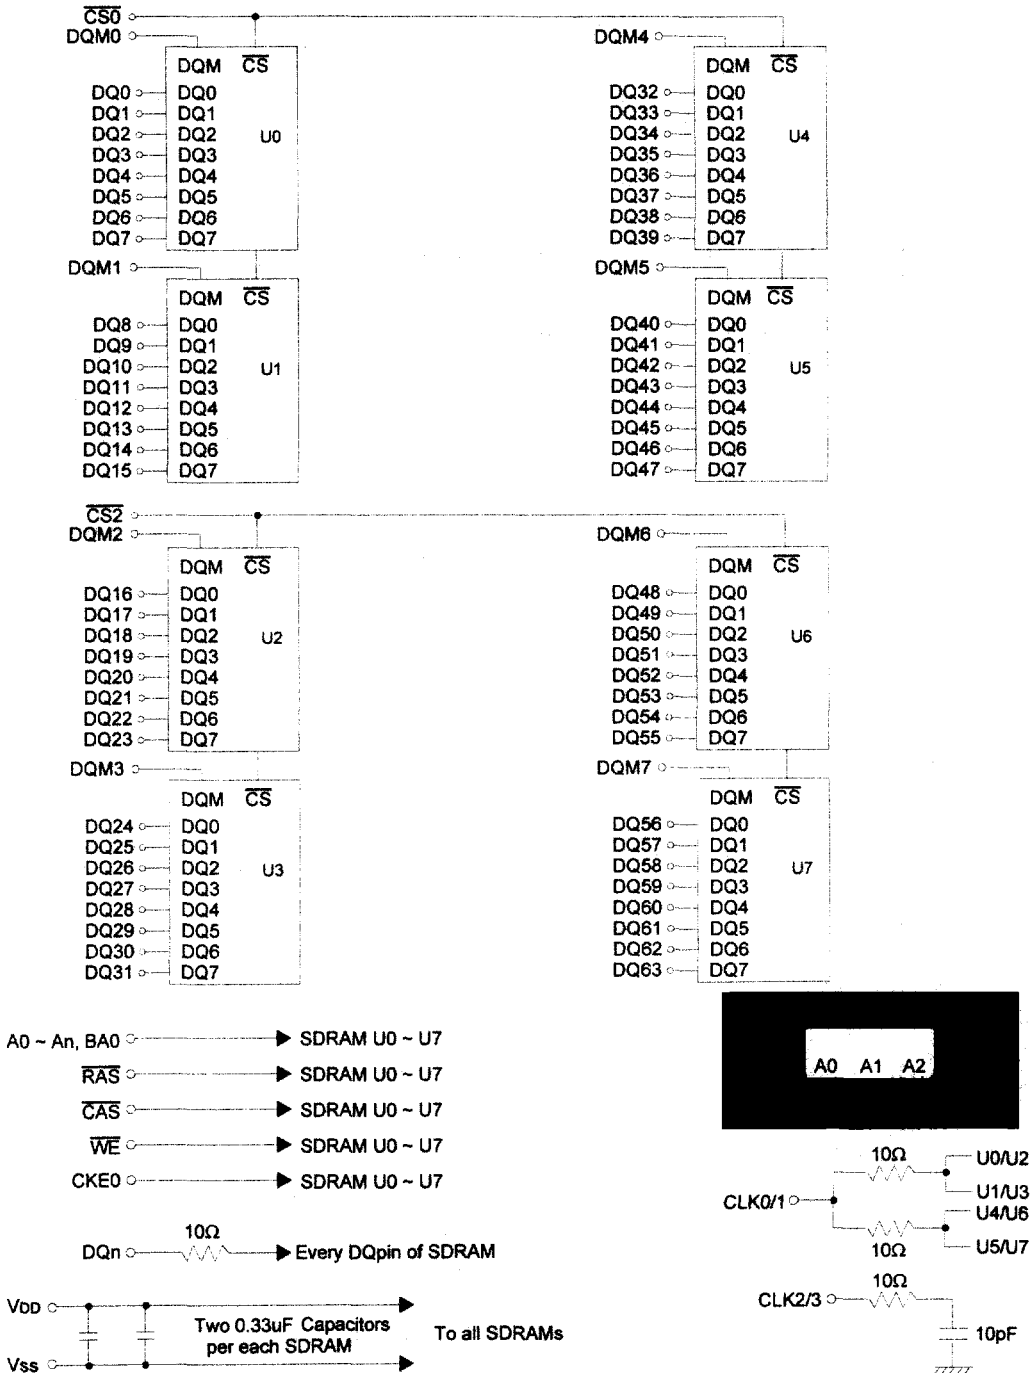 CS0
DQM0
DQM CS
DQ0 DQ0
DQ1 DQ1
DQ2 DQ2
U0
DQ3 DQ3
DQ4 DQ4
DQ5 DQ5
DQ6 DQ6
DQ7 DQ7
DQM1
DQM CS
DQ8 DQ0
DQ9 DQ1
DQ10 DQ2
U1
DQ11 DQ3
DQ12 DQ4
DQ13 DQ5
DQ14 DQ6
DQ15 DQ7
DQM4
DQM CS
DQ32 DQ0
DQ33 DQ1
DQ34 DQ2
U4
DQ35 DQ3
DQ36 DQ4
DQ37 DQ5
DQ38 DQ6
DQ39 DQ7
DQM5
DQM CS
DQ40 DQ0
DQ41 DQ1
DQ42 DQ2
U5
DQ43 DQ3
DQ44 DQ4
DQ45 DQ5
DQ46 DQ6
DQ47 DQ7
CS2
DQM2
DQM CS
DQ16 DQ0
DQ17 DQ1
DQ18 DQ2
U2
DQ19 DQ3
DQ20 DQ4
DQ21 DQ5
DQ22 DQ6
DQ23 DQ7
DQM3
DQM CS
DQ24 DQ0
DQ25 DQ1
DQ26 DQ2
U3
DQ27 DQ3
DQ28 DQ4
DQ29 DQ5
DQ30 DQ6
DQ31 DQ7
DQM6
DQM CS
DQ48 DQ0
DQ49 DQ1
DQ50 DQ2
U6
DQ51 DQ3
DQ52 DQ4
DQ53 DQ5
DQ54 DQ6
DQ55 DQ7
DQM7
DQM CS
DQ56 DQ0
DQ57 DQ1
DQ58 DQ2
U7
DQ59 DQ3
DQ60 DQ4
DQ61 DQ5
DQ62 DQ6
DQ63 DQ7
A0 ~ An, BA0 SDRAM U0 ~ U7
RAS SDRAM U0 ~ U7
CAS SDRAM U0 ~ U7
WE SDRAM U0 ~ U7
CKE0 SDRAM U0 ~ U7
10Ω
DQn Every DQpin of SDRAM
VDD
Two 0.33uF Capacitors
per each SDRAM
To all SDRAMs
Vss
A0 A1 A2
10Ω
U0/U2
U1/U3
CLK0/1
U4/U6
U5/U7
10Ω
10Ω
CLK2/3
10pF